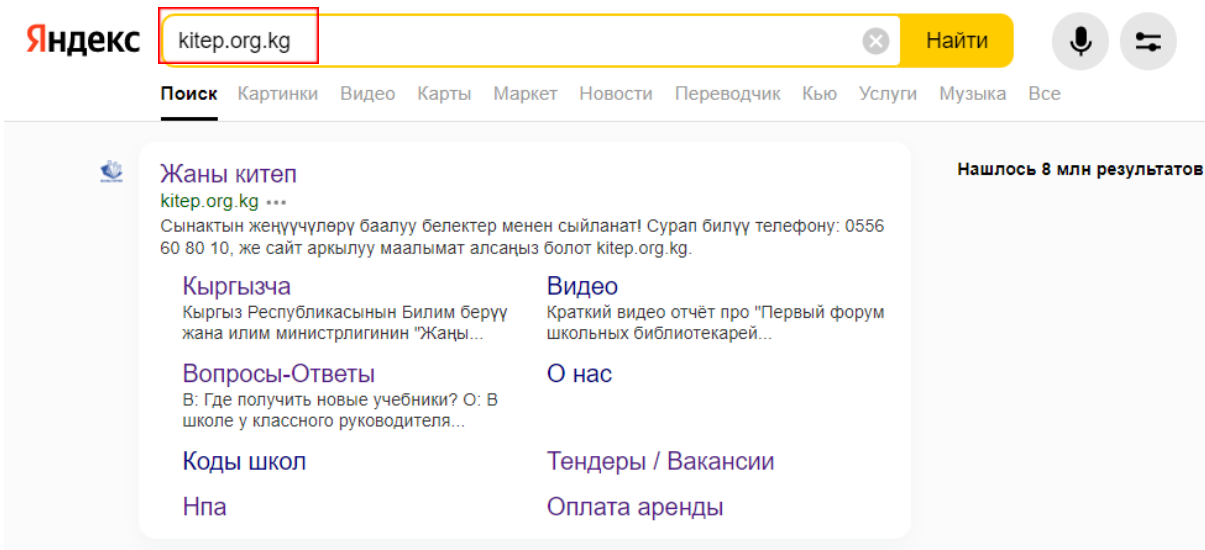 Яндекс kitep.org.kg Найти
Поиск Картинки Видео Карты Маркет Новости Переводчик Кью Услуги Музыка Все
Нашлось 8 млн результатов
Жаны китеп
kitep.org.kg •••
Сынактын жеңүүчүлөрү баалуу белектер менен сыйланат! Сурап билүү телефону: 0556
60 80 10, же сайт аркылуу маалымат алсаңыз болот kitep.org.kg.
Кыргызча
Кыргыз Республикасынын Билим берүү
жана илим министрлигинин "Жаңы...
Видео
Краткий видео отчёт про "Первый форум
школьных библиотекарей...
Вопросы-Ответы
В: Где получить новые учебники? О: В
школе у классного руководителя...
О нас
Коды школ
Тендеры / Вакансии
Нпа
Оплата аренды